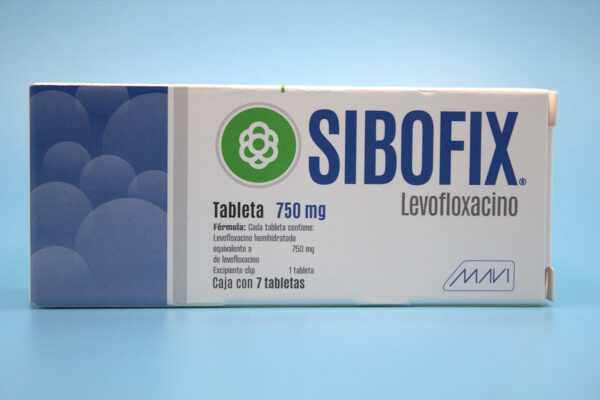 SIBOFIX®
Levofloxacino
Tableta 750 mg
Fórmula: Cada tableta contiene:
Levofloxacino hemihidratado
equivalente a 750 mg
de levofloxacino
Excipiente cbp 1 tableta
Caja con 7 tabletas
MAVI